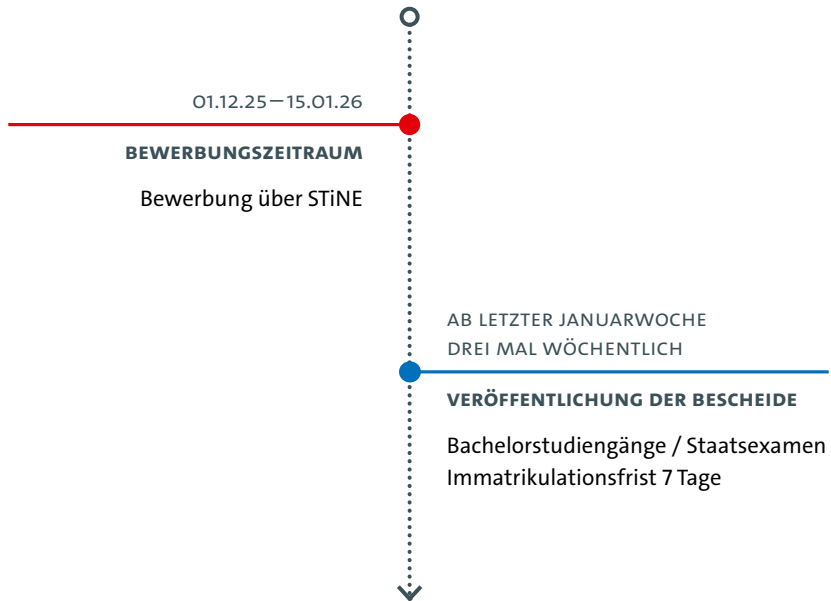 01.12.25–15.01.26
BEWERBUNGSZEITRAUM
Bewerbung über STiNE
AB LETZTER JANUARWOCHE
DREI MAL WÖCHENTLICH
VERÖFFENTLICHUNG DER BESCHEIDE
Bachelorstudiengänge / Staatsexamen
Immatrikulationsfrist 7 Tage